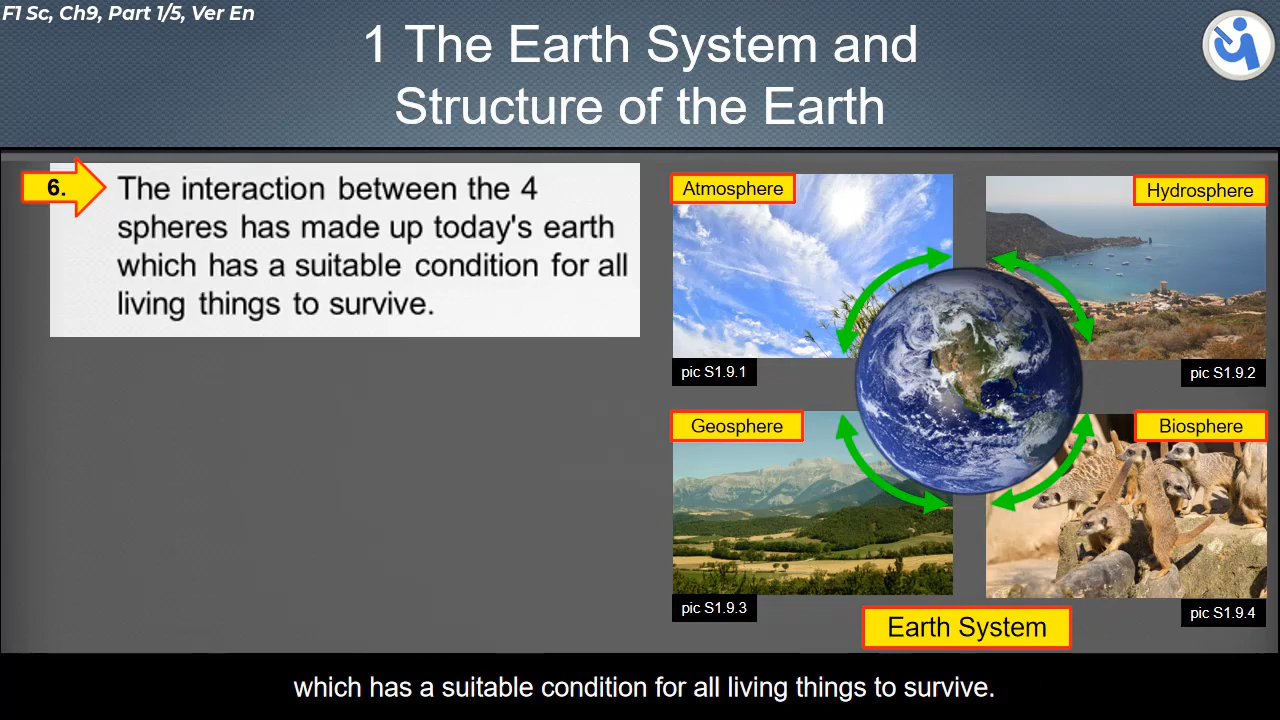 F1 Sc, Ch9, Part 1/5, Ver En
1 The Earth System and
Structure of the Earth
6.
The interaction between the 4
spheres has made up today's earth
which has a suitable condition for all
living things to survive.
Atmosphere
Hydrosphere
pic S1.9.1
pic S1.9.2
Geosphere
Biosphere
pic S1.9.3
pic S1.9.4
Earth System
which has a suitable condition for all living things to survive.